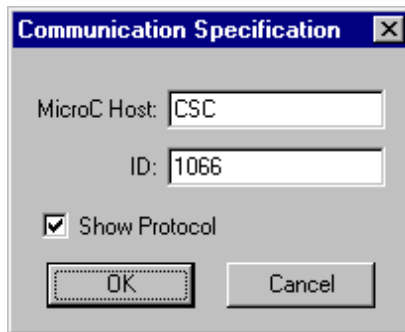 Communication Specification
MicroC Host: CSC
ID: 1066
Show Protocol
OK Cancel